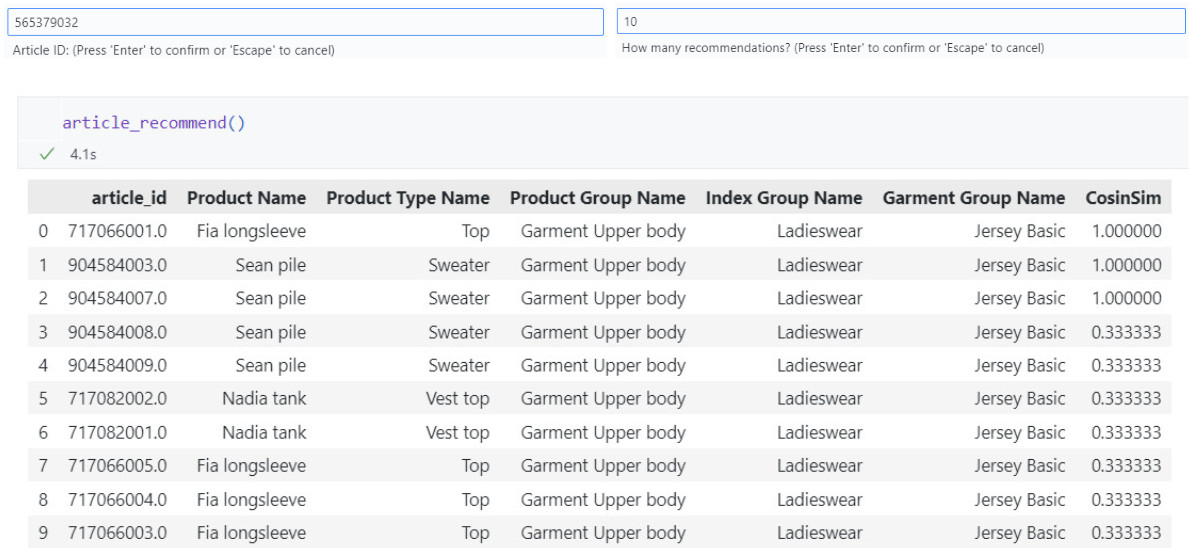 565379032
Article ID: (Press 'Enter' to confirm or 'Escape' to cancel)
10
How many recommendations? (Press 'Enter' to confirm or 'Escape' to cancel)
article_recommend()
4.1s
article_id Product Name Product Type Name Product Group Name Index Group Name Garment Group Name CosinSim
0 717066001.0 Fia longsleeve Top Garment Upper body Ladieswear Jersey Basic 1.000000
1 904584003.0 Sean pile Sweater Garment Upper body Ladieswear Jersey Basic 1.000000
2 904584007.0 Sean pile Sweater Garment Upper body Ladieswear Jersey Basic 1.000000
3 904584008.0 Sean pile Sweater Garment Upper body Ladieswear Jersey Basic 0.333333
4 904584009.0 Sean pile Sweater Garment Upper body Ladieswear Jersey Basic 0.333333
5 717082002.0 Nadia tank Vest top Garment Upper body Ladieswear Jersey Basic 0.333333
6 717082001.0 Nadia tank Vest top Garment Upper body Ladieswear Jersey Basic 0.333333
7 717066005.0 Fia longsleeve Top Garment Upper body Ladieswear Jersey Basic 0.333333
8 717066004.0 Fia longsleeve Top Garment Upper body Ladieswear Jersey Basic 0.333333
9 717066003.0 Fia longsleeve Top Garment Upper body Ladieswear Jersey Basic 0.333333